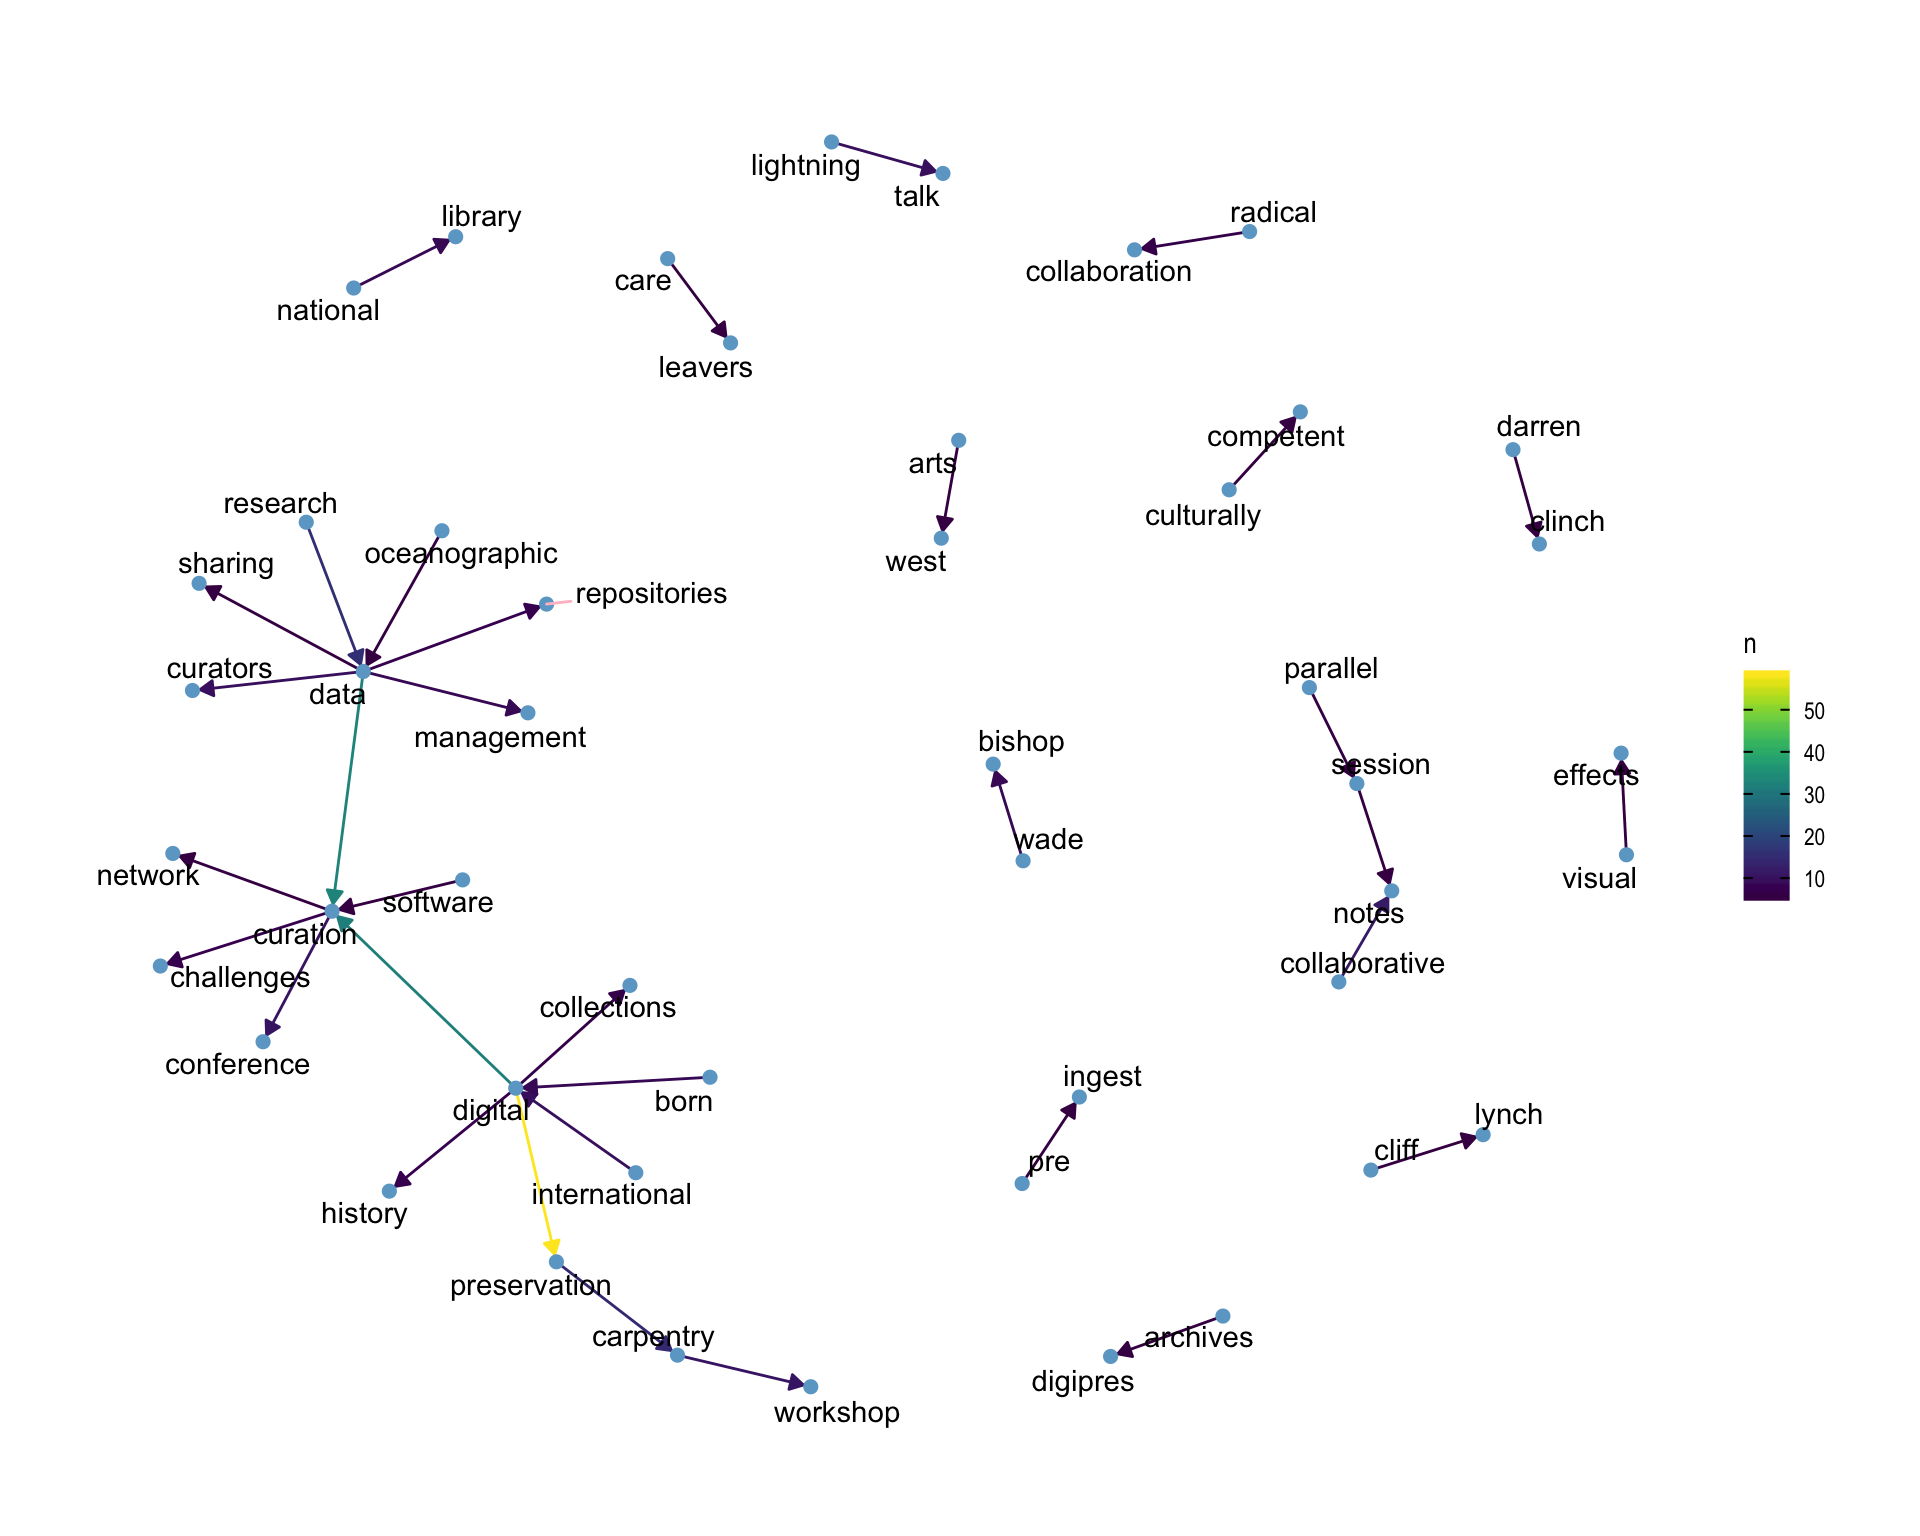 lightning
talk
library
radical
national
care
collaboration
leavers
competent
darren
arts
culturally
clinch
west
research
sharing
oceanographic
repositories
curators
data
management
n
50
40
30
20
10
parallel
bishop
session
effects
wade
visual
network
software
notes
curation
collaborative
challenges
collections
conference
ingest
born
digital
lynch
cliff
pre
international
history
preservation
carpentry
archives
digipres
workshop